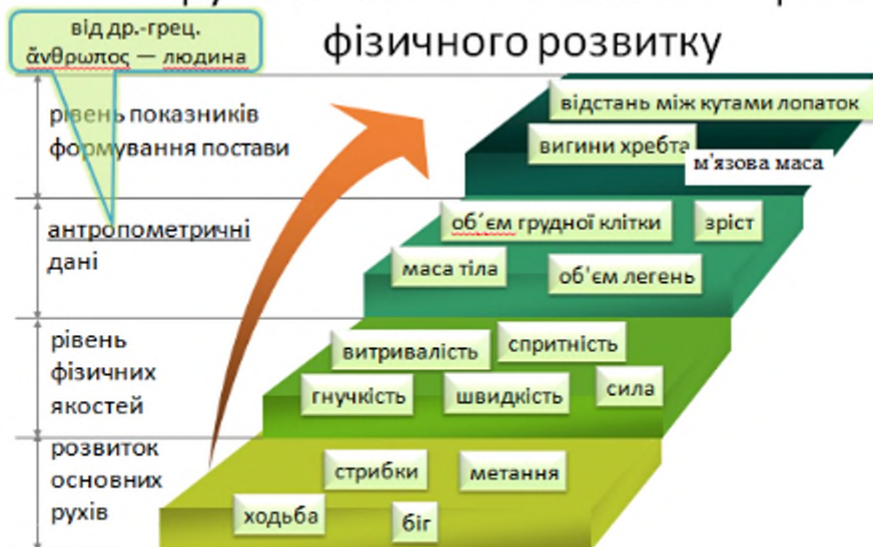 від др.-грец.
ἄνθρωπος — людина
фізичного розвитку
рівень показників
формування постави
відстань між кутами лопаток
вигини хребта
м'язова маса
антропометричні
дані
об´єм грудної клітки
зріст
маса тіла
об'єм легень
рівень
фізичних
якостей
витривалість
спритність
гнучкість
швидкість
сила
розвиток
основних
рухів
стрибки
метання
ходьба
біг